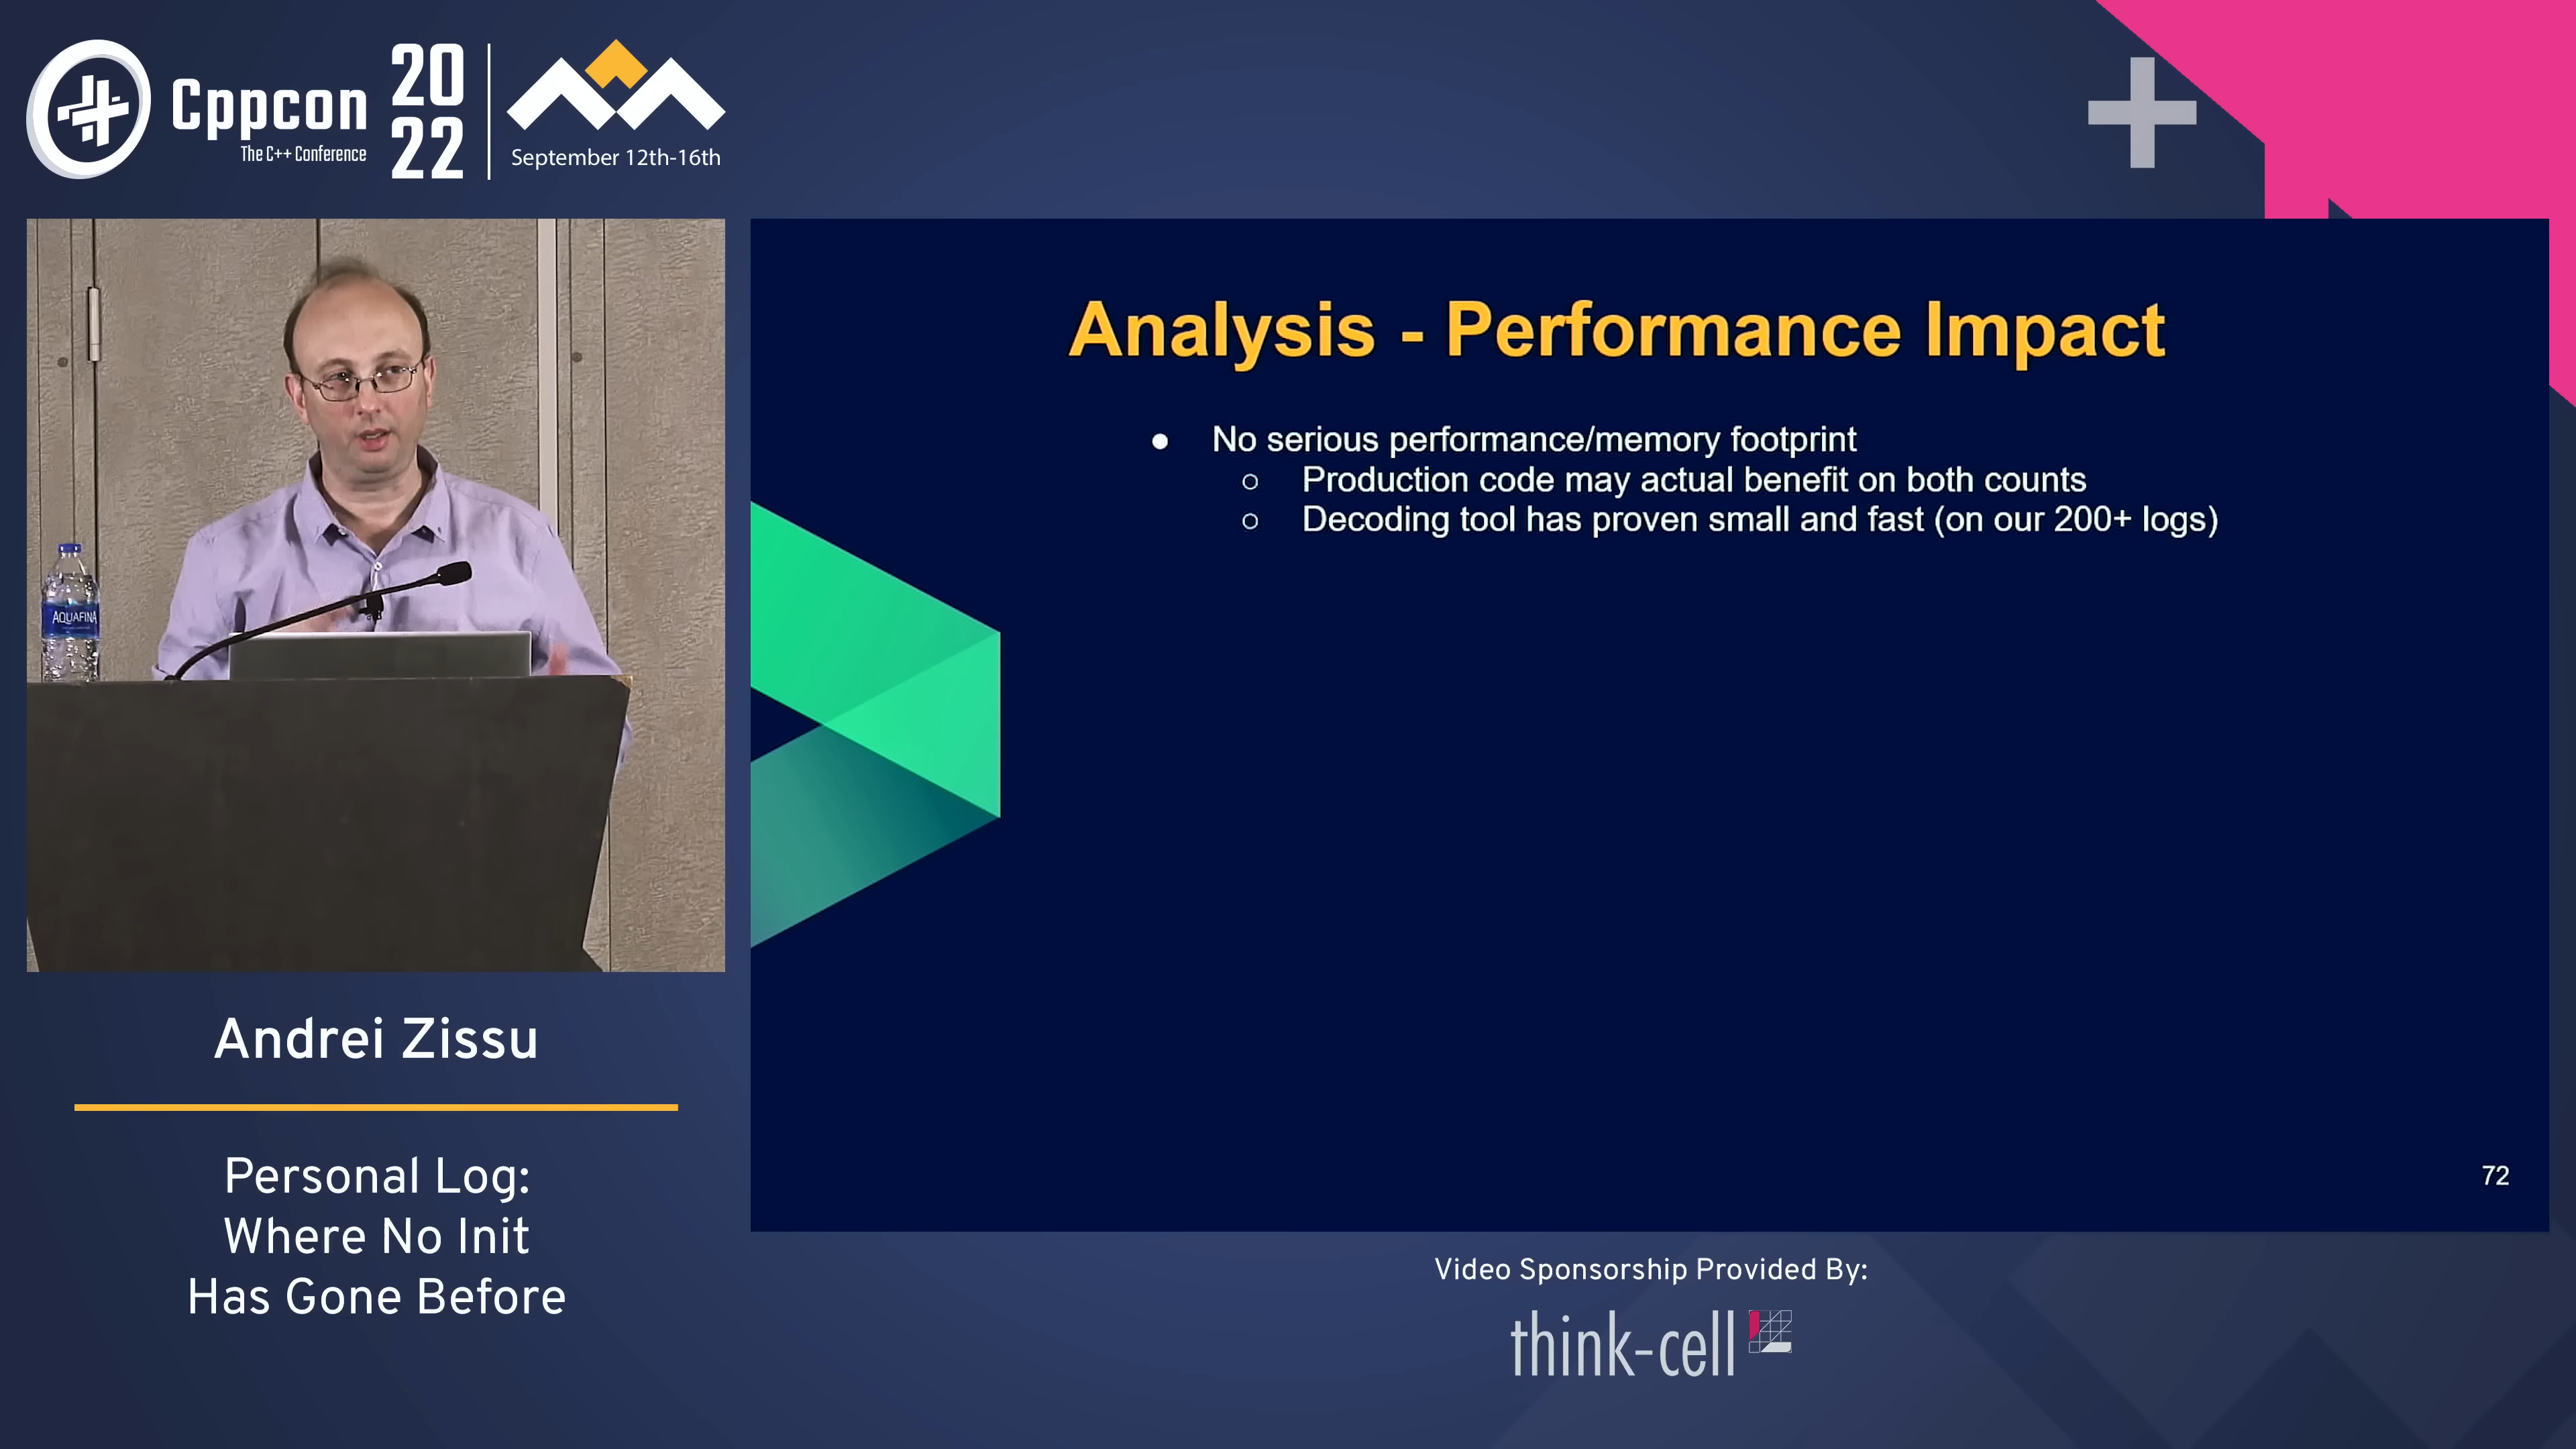 Cppcon
The C++ Conference
20
22
September 12th-16th
AQUAFINA
Analysis - Performance Impact
● No serious performance/memory footprint
○ Production code may actual benefit on both counts
○ Decoding tool has proven small and fast (on our 200+ logs)
72
Andrei Zissu
Personal Log:
Where No Init
Has Gone Before
Video Sponsorship Provided By:
think-cell